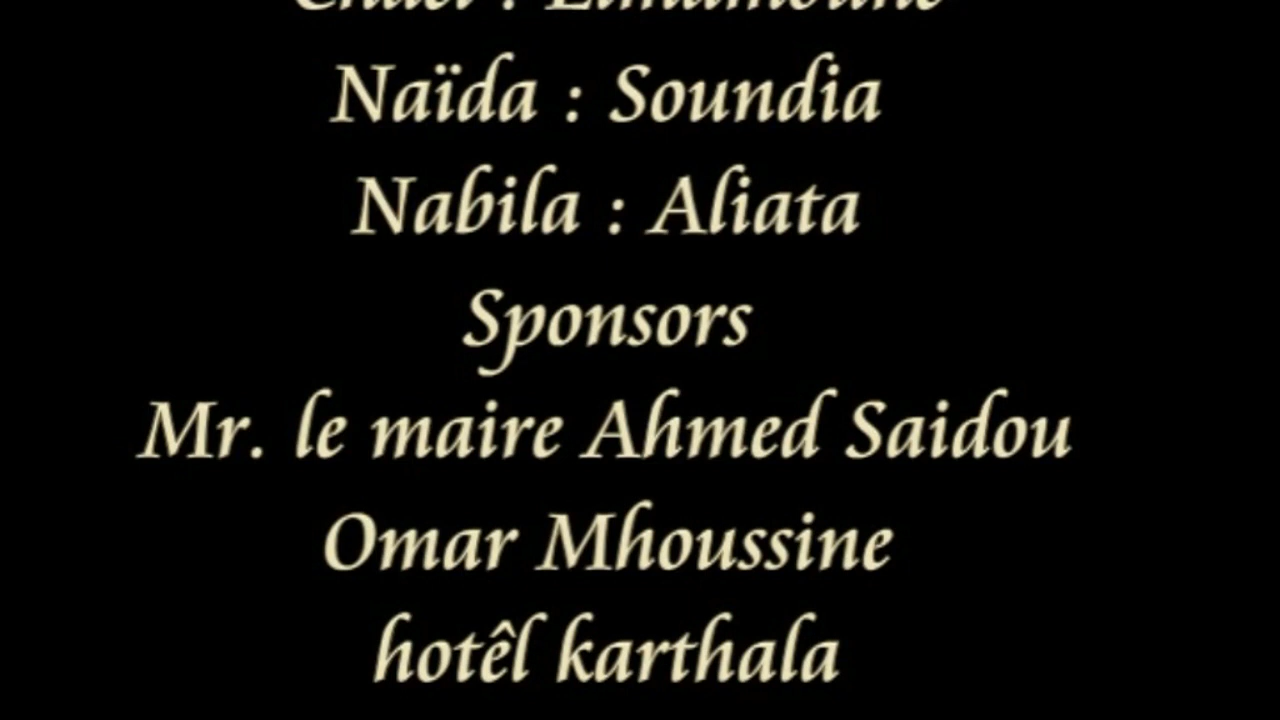 Naïda : Soundia
Nabila : Aliata
Sponsors
Mr. le maire Ahmed Saidou
Omar Mhoussine
hotêl karthala